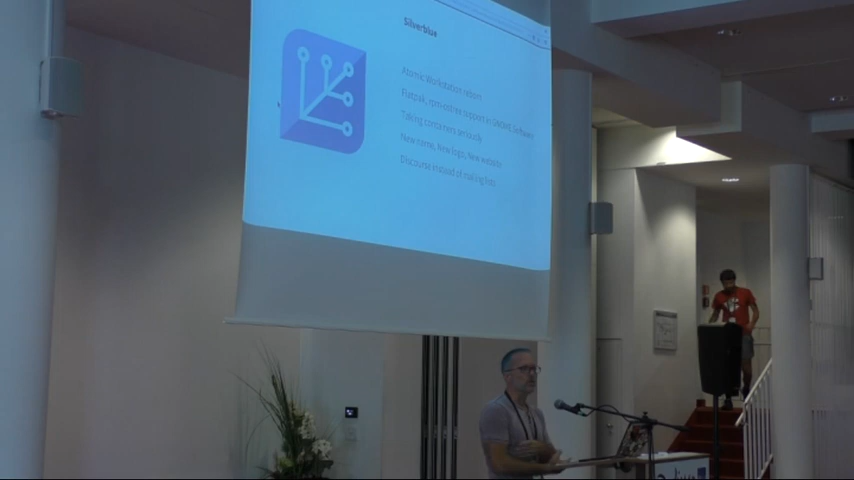 Silverblue
Atomic Workstation reborn
Flatpak, rpm-ostree support in GNOME Software
Taking containers seriously
New name, New logo, New website
Discourse instead of mailing lists